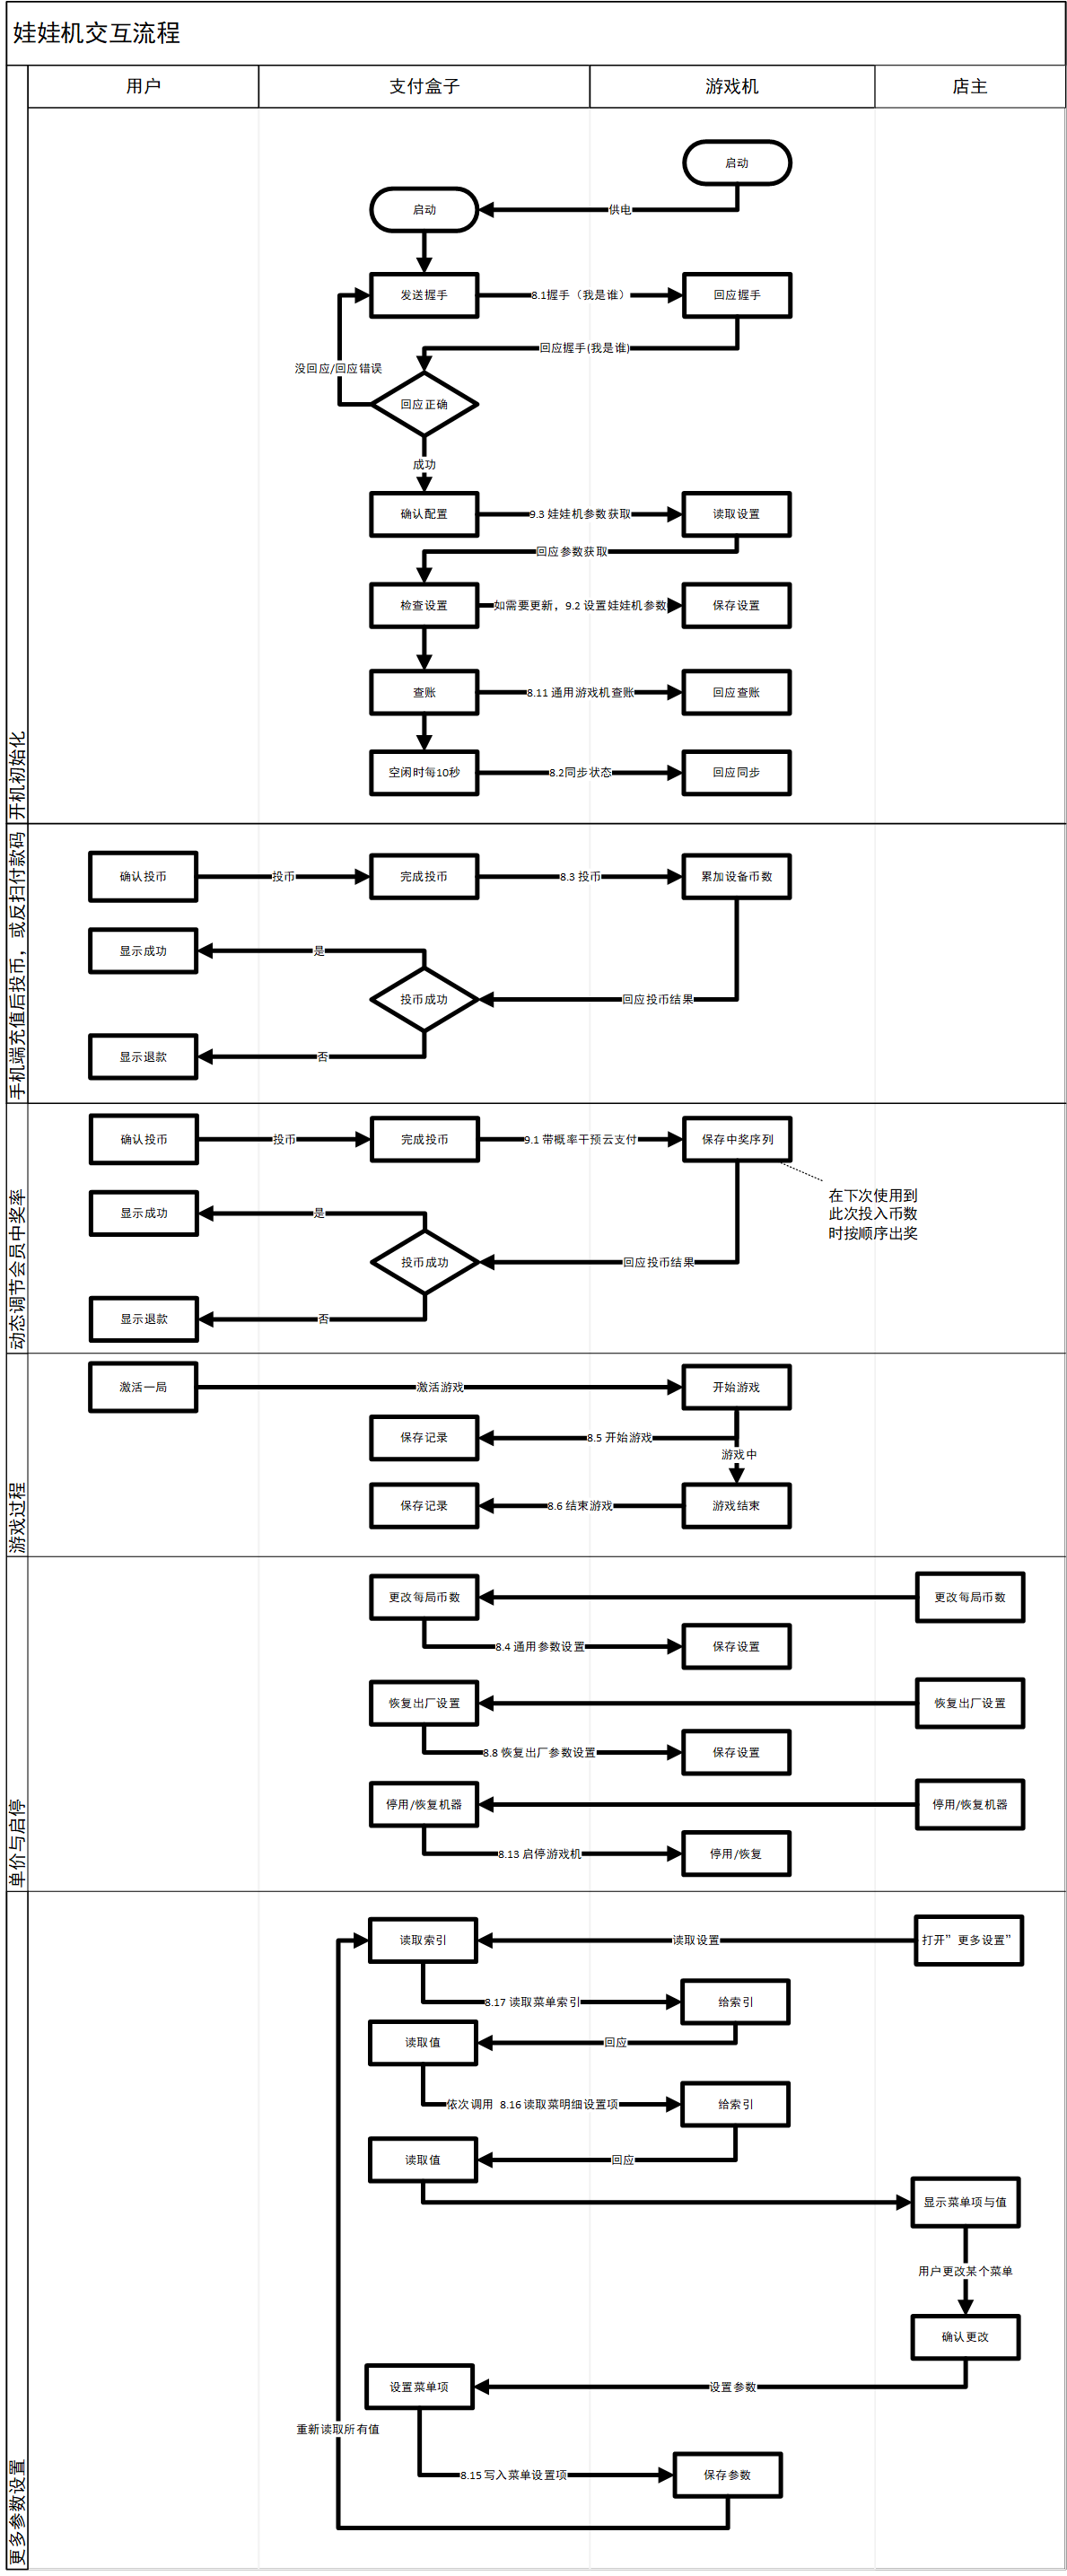 娃娃机交互流程
用户
支付盒子
游戏机
店主
开机初始化
启动
启动
供电
发送握手
8.1握手（我是谁）
回应握手
回应握手(我是谁)
没回应/回应错误
回应正确
成功
确认配置
9.3 娃娃机参数获取
读取设置
回应参数获取
检查设置
如需要更新，9.2 设置娃娃机参数
保存设置
查账
8.11 通用游戏机查账
回应查账
空闲时每10秒
8.2同步状态
回应同步
手机端充值后投币，或反扫付款码
确认投币
投币
完成投币
8.3 投币
累加设备币数
显示成功
是
投币成功
回应投币结果
显示退款
否
动态调节会员中奖率
确认投币
投币
完成投币
9.1 带概率干预云支付
保存中奖序列
在下次使用到
此次投入币数
时按顺序出奖
显示成功
是
投币成功
回应投币结果
显示退款
否
游戏过程
激活一局
激活游戏
开始游戏
保存记录
8.5 开始游戏
游戏中
保存记录
8.6 结束游戏
游戏结束
单价与启停
更改每局币数
更改每局币数
8.4 通用参数设置
保存设置
恢复出厂设置
恢复出厂设置
8.8 恢复出厂参数设置
保存设置
停用/恢复机器
停用/恢复机器
8.13 启停游戏机
停用/恢复
更多参数设置
读取索引
读取设置
打开”更多设置”
8.17 读取菜单索引
给索引
读取值
回应
依次调用 8.16 读取菜明细设置项
给索引
读取值
回应
显示菜单项与值
用户更改某个菜单
确认更改
设置菜单项
设置参数
重新读取所有值
8.15 写入菜单设置项
保存参数